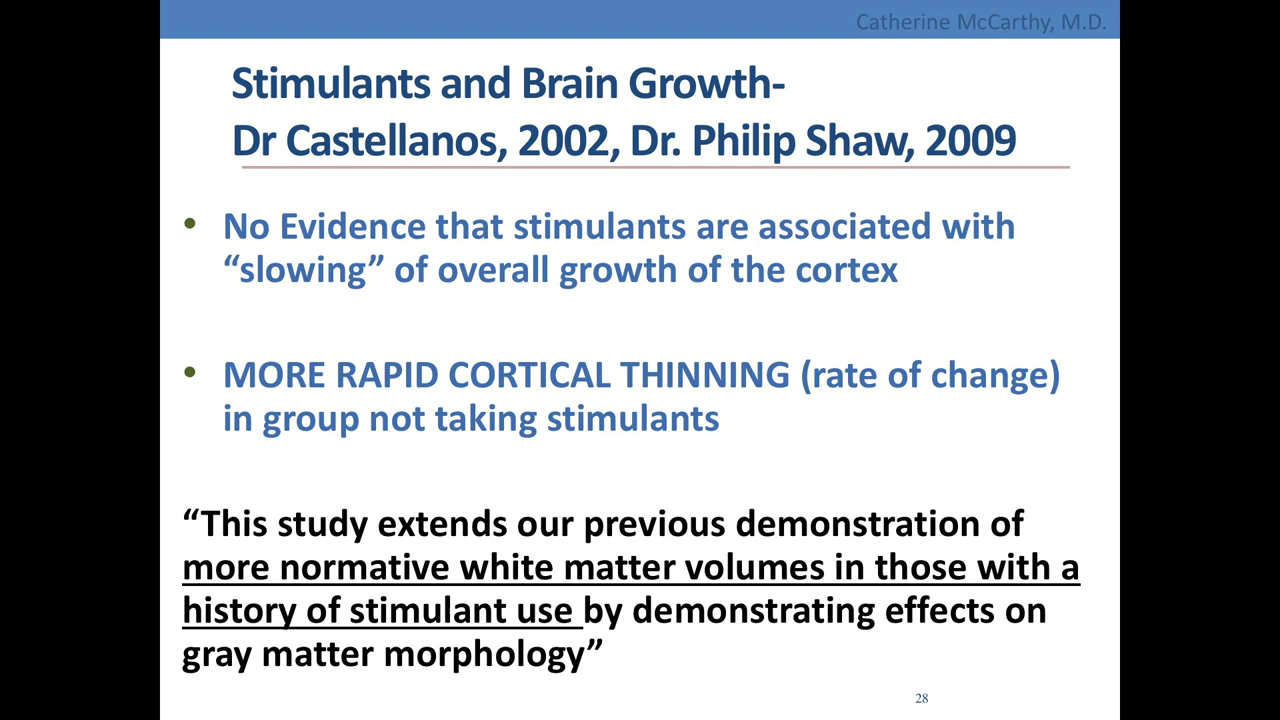 Catherine McCarthy, M.D.
Stimulants and Brain Growth-
Dr Castellanos, 2002, Dr. Philip Shaw, 2009
• No Evidence that stimulants are associated with
“slowing” of overall growth of the cortex
• MORE RAPID CORTICAL THINNING (rate of change)
in group not taking stimulants
“This study extends our previous demonstration of
more normative white matter volumes in those with a
history of stimulant use by demonstrating effects on
gray matter morphology”
28